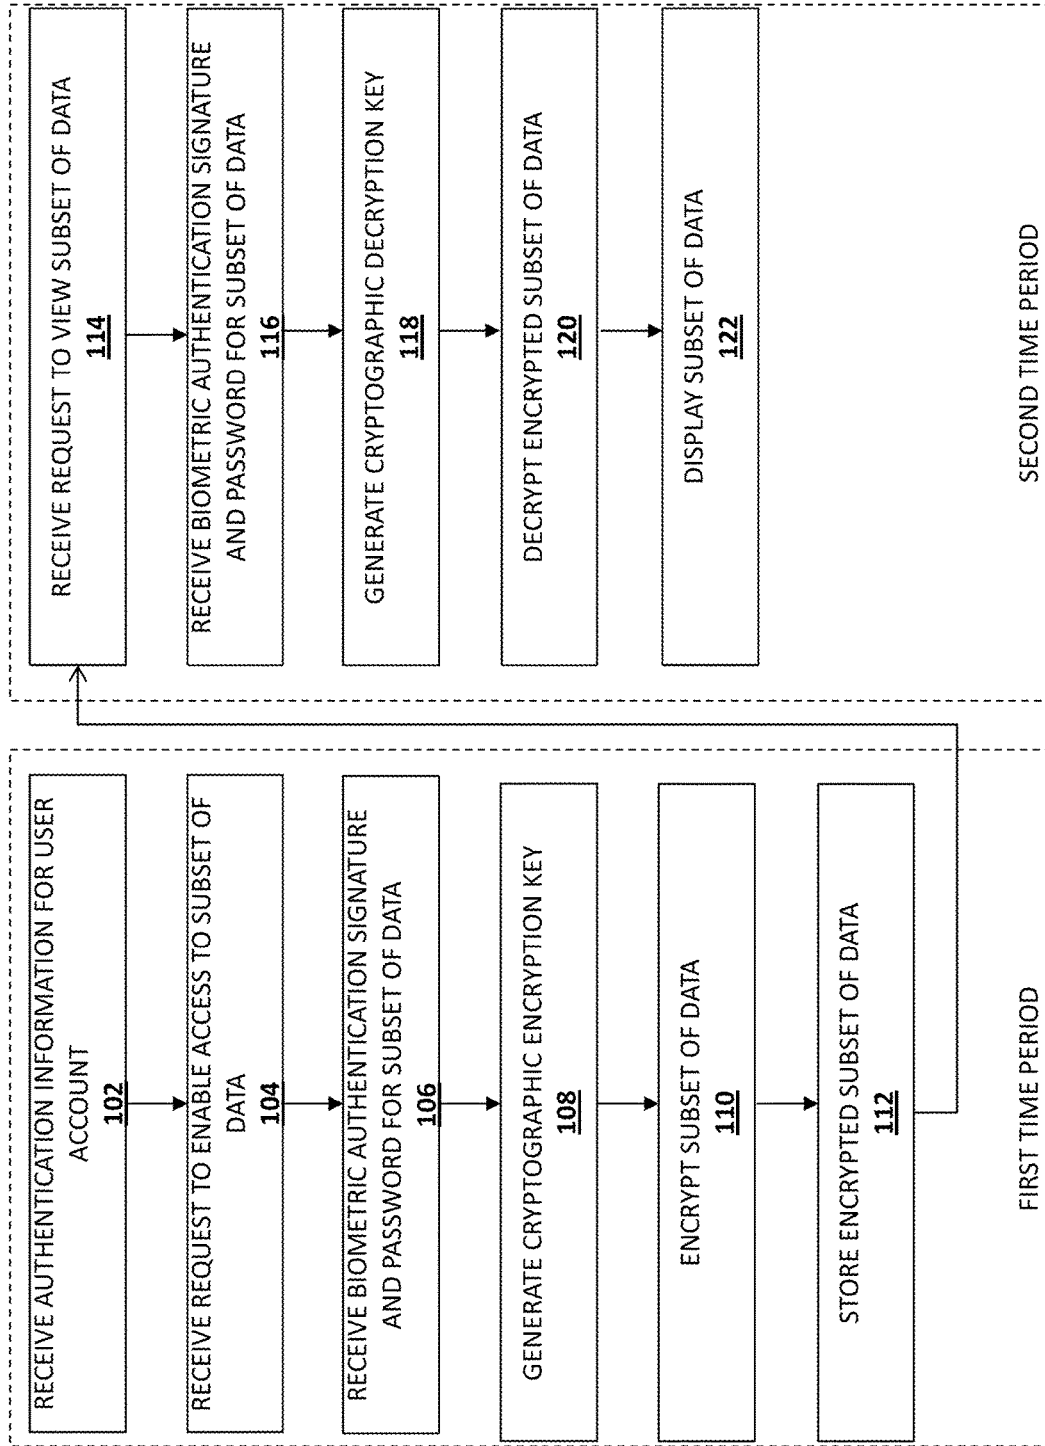 RECEIVE AUTHENTICATION INFORMATION FOR USER
ACCOUNT
102
RECEIVE REQUEST TO ENABLE ACCESS TO SUBSET OF
DATA
104
RECEIVE BIOMETRIC AUTHENTICATION SIGNATURE
AND PASSWORD FOR SUBSET OF DATA
106
GENERATE CRYPTOGRAPHIC ENCRYPTION KEY
108
ENCRYPT SUBSET OF DATA
110
STORE ENCRYPTED SUBSET OF DATA
112
FIRST TIME PERIOD
RECEIVE REQUEST TO VIEW SUBSET OF DATA
114
RECEIVE BIOMETRIC AUTHENTICATION SIGNATURE
AND PASSWORD FOR SUBSET OF DATA
116
GENERATE CRYPTOGRAPHIC DECRYPTION KEY
118
DECRYPT ENCRYPTED SUBSET OF DATA
120
DISPLAY SUBSET OF DATA
122
SECOND TIME PERIOD